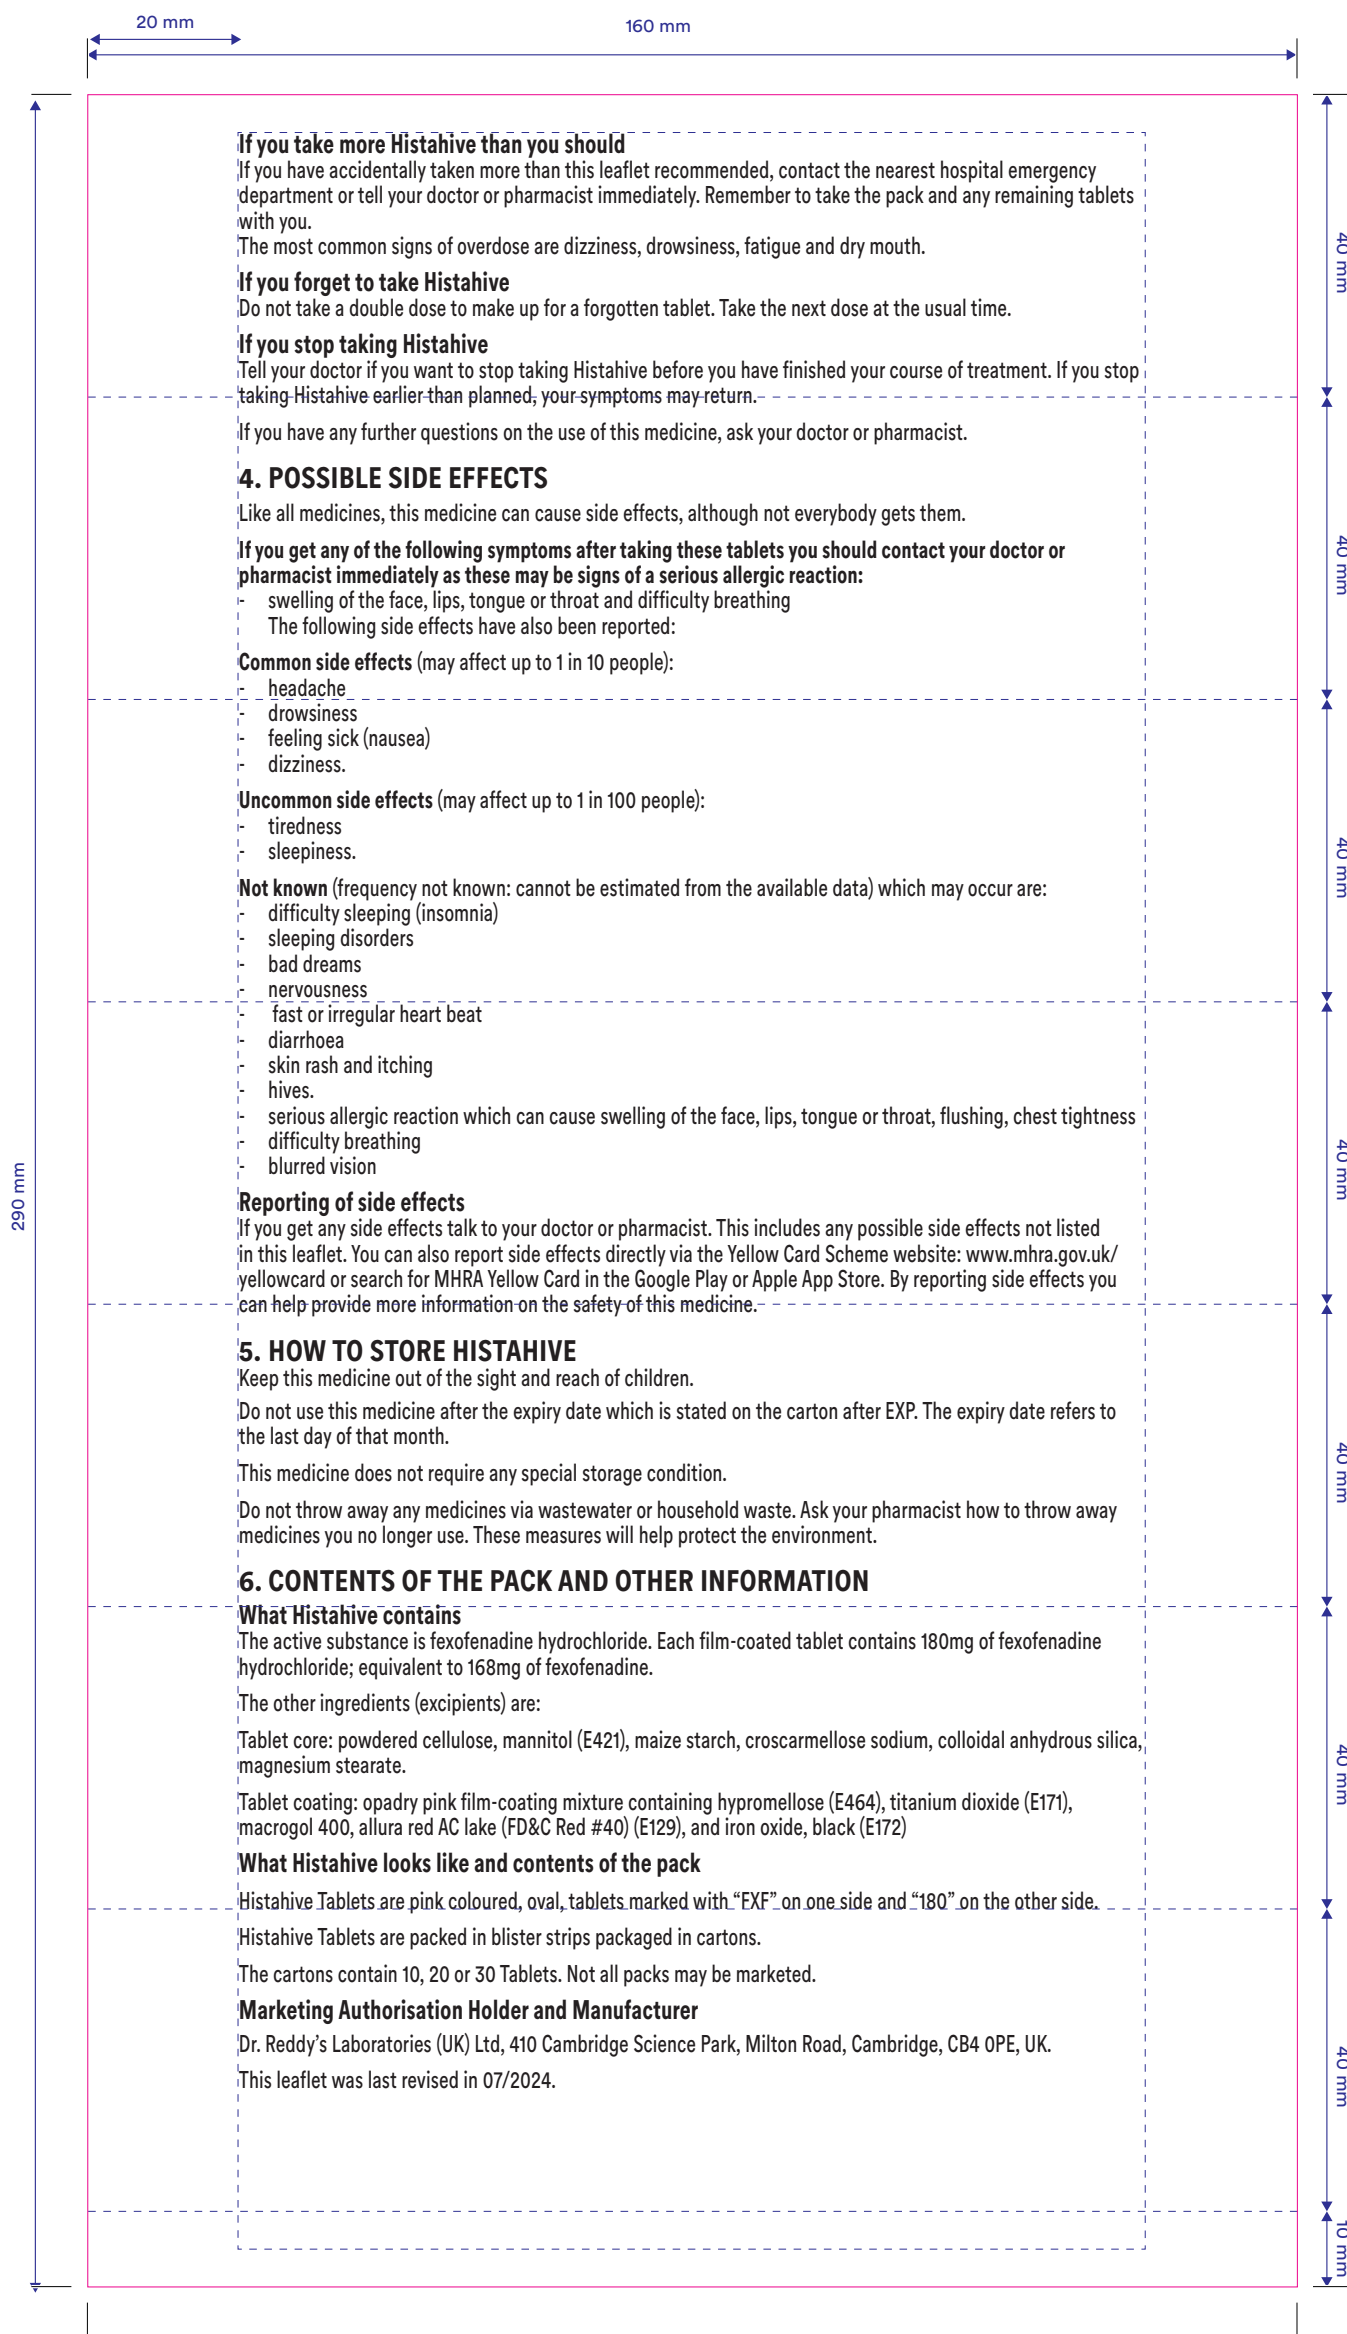 20 mm
160 mm
If you take more Histahive than you should
If you have accidentally taken more than this leaflet recommended, contact the nearest hospital emergency
department or tell your doctor or pharmacist immediately. Remember to take the pack and any remaining tablets
with you.
The most common signs of overdose are dizziness, drowsiness, fatigue and dry mouth.
If you forget to take Histahive
Do not take a double dose to make up for a forgotten tablet. Take the next dose at the usual time.
If you stop taking Histahive
Tell your doctor if you want to stop taking Histahive before you have finished your course of treatment. If you stop
taking Histahive earlier than planned, your symptoms may return.
If you have any further questions on the use of this medicine, ask your doctor or pharmacist.
4. POSSIBLE SIDE EFFECTS
Like all medicines, this medicine can cause side effects, although not everybody gets them.
If you get any of the following symptoms after taking these tablets you should contact your doctor or
pharmacist immediately as these may be signs of a serious allergic reaction:
- swelling of the face, lips, tongue or throat and difficulty breathing
The following side effects have also been reported:
Common side effects (may affect up to 1 in 10 people):
- headache
- drowsiness
- feeling sick (nausea)
- dizziness.
Uncommon side effects (may affect up to 1 in 100 people):
- tiredness
- sleepiness.
Not known (frequency not known: cannot be estimated from the available data) which may occur are:
- difficulty sleeping (insomnia)
- sleeping disorders
- bad dreams
- nervousness
- fast or irregular heart beat
- diarrhoea
- skin rash and itching
- hives.
- serious allergic reaction which can cause swelling of the face, lips, tongue or throat, flushing, chest tightness
- difficulty breathing
- blurred vision
Reporting of side effects
If you get any side effects talk to your doctor or pharmacist. This includes any possible side effects not listed
in this leaflet. You can also report side effects directly via the Yellow Card Scheme website: www.mhra.gov.uk/
yellowcard or search for MHRA Yellow Card in the Google Play or Apple App Store. By reporting side effects you
can help provide more information on the safety of this medicine.
5. HOW TO STORE HISTAHIVE
Keep this medicine out of the sight and reach of children.
Do not use this medicine after the expiry date which is stated on the carton after EXP. The expiry date refers to
the last day of that month.
This medicine does not require any special storage condition.
Do not throw away any medicines via wastewater or household waste. Ask your pharmacist how to throw away
medicines you no longer use. These measures will help protect the environment.
6. CONTENTS OF THE PACK AND OTHER INFORMATION
What Histahive contains
The active substance is fexofenadine hydrochloride. Each film-coated tablet contains 180mg of fexofenadine
hydrochloride; equivalent to 168mg of fexofenadine.
The other ingredients (excipients) are:
Tablet core: powdered cellulose, mannitol (E421), maize starch, croscarmellose sodium, colloidal anhydrous silica,
magnesium stearate.
Tablet coating: opadry pink film-coating mixture containing hypromellose (E464), titanium dioxide (E171),
macrogol 400, allura red AC lake (FD&C Red #40) (E129), and iron oxide, black (E172)
What Histahive looks like and contents of the pack
Histahive Tablets are pink coloured, oval, tablets marked with “FXF” on one side and “180” on the other side.
Histahive Tablets are packed in blister strips packaged in cartons.
The cartons contain 10, 20 or 30 Tablets. Not all packs may be marketed.
Marketing Authorisation Holder and Manufacturer
Dr. Reddy’s Laboratories (UK) Ltd, 410 Cambridge Science Park, Milton Road, Cambridge, CB4 0PE, UK.
This leaflet was last revised in 07/2024.
290 mm
40 mm
40 mm
40 mm
40 mm
40 mm
40 mm
40 mm
10 mm